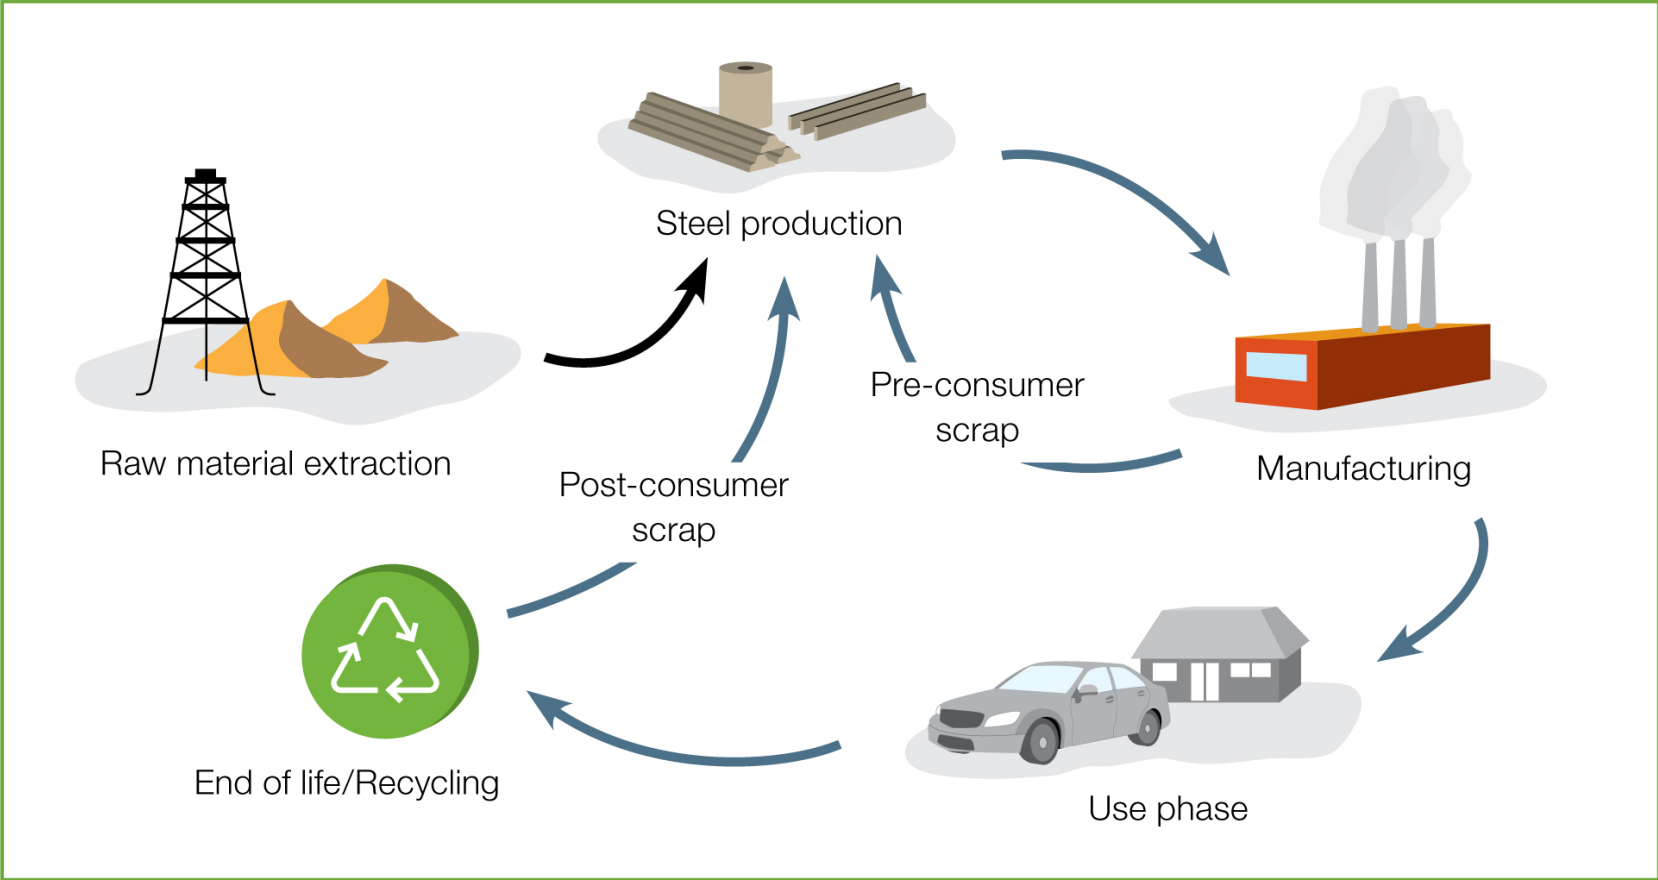 Steel production
Raw material extraction
Pre-consumer
scrap
Manufacturing
Post-consumer
scrap
End of life/Recycling
Use phase